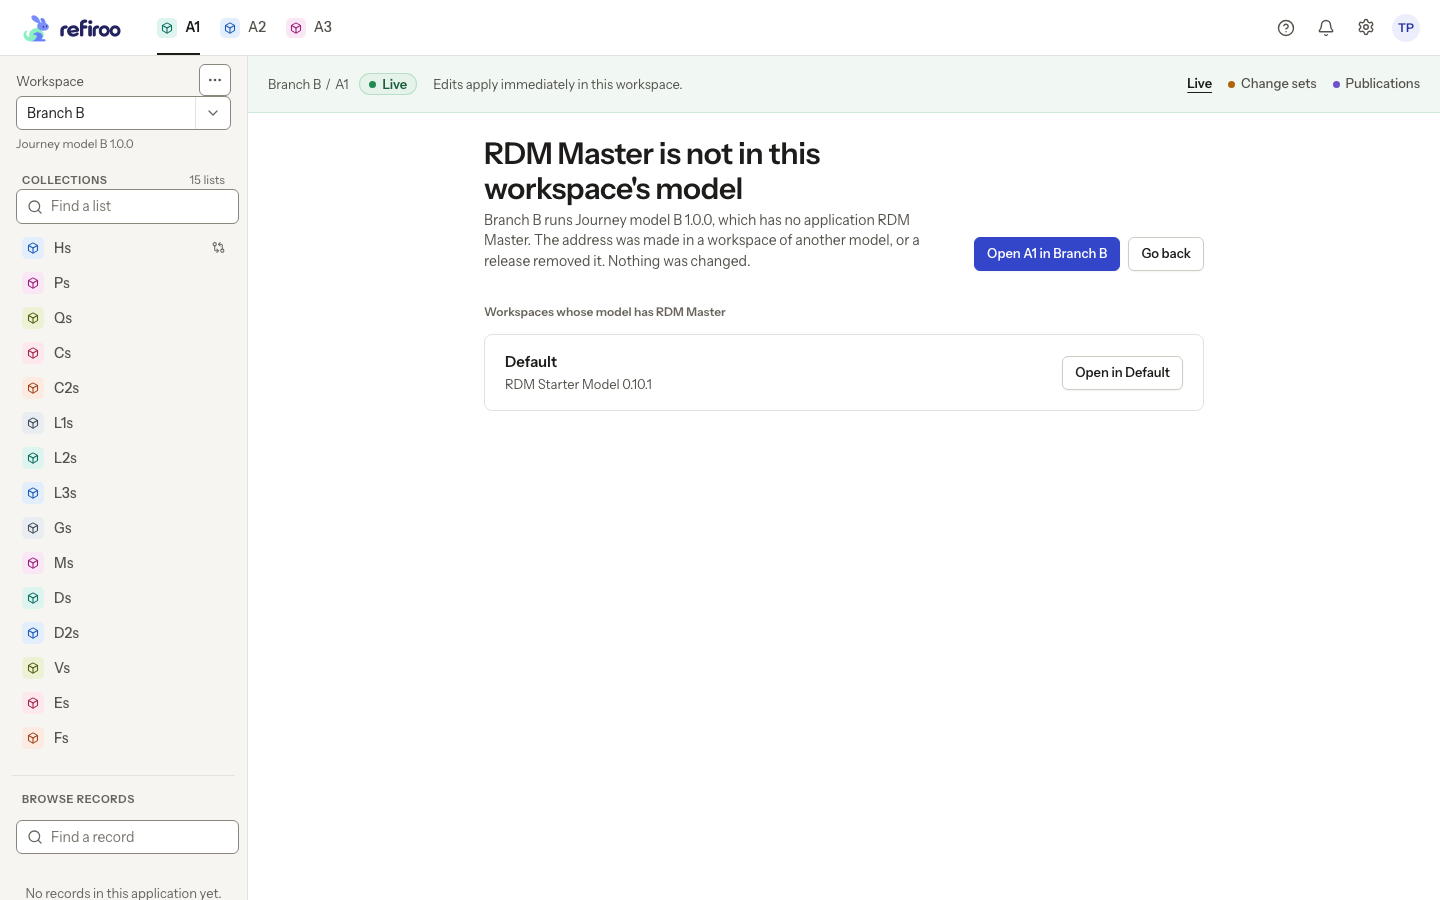 refiroo
A1
A2
A3
TP
Workspace
Branch B
Journey model B 1.0.0
COLLECTIONS
15 lists
Find a list
Hs
Ps
Qs
Cs
C2s
L1s
L2s
L3s
Gs
Ms
Ds
D2s
Vs
Es
Fs
BROWSE RECORDS
Find a record
No records in this application yet.
Branch B / A1
Live
Edits apply immediately in this workspace.
Live
Change sets
Publications
RDM Master is not in this
workspace's model
Branch B runs Journey model B 1.0.0, which has no application RDM
Master. The address was made in a workspace of another model, or a
release removed it. Nothing was changed.
Open A1 in Branch B
Go back
Workspaces whose model has RDM Master
Default
RDM Starter Model 0.10.1
Open in Default